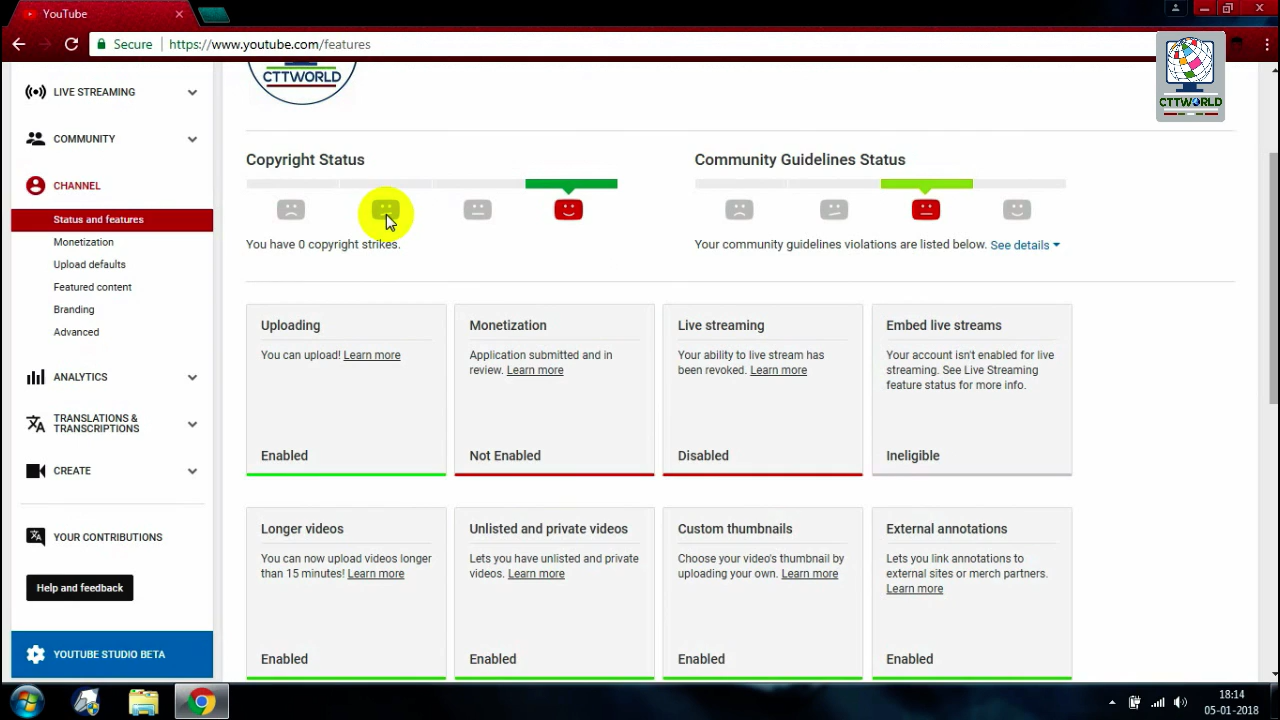 YouTube
Secure
https://www.youtube.com/features
CTTWORLD
CTTWORLD
LIVE STREAMING
COMMUNITY
CHANNEL
Status and features
Monetization
Upload defaults
Featured content
Branding
Advanced
ANALYTICS
TRANSLATIONS &
TRANSCRIPTIONS
CREATE
YOUR CONTRIBUTIONS
Help and feedback
YOUTUBE STUDIO BETA
Copyright Status
You have 0 copyright strikes.
Community Guidelines Status
Your community guidelines violations are listed below. See details
Uploading
You can upload! Learn more
Enabled
Monetization
Application submitted and in
review. Learn more
Not Enabled
Live streaming
Your ability to live stream has
been revoked. Learn more
Disabled
Embed live streams
Your account isn't enabled for live
streaming. See Live Streaming
feature status for more info.
Ineligible
Longer videos
You can now upload videos longer
than 15 minutes! Learn more
Enabled
Unlisted and private videos
Lets you have unlisted and private
videos. Learn more
Enabled
Custom thumbnails
Choose your video's thumbnail by
uploading your own. Learn more
Enabled
External annotations
Lets you link annotations to
external sites or merch partners.
Learn more
Enabled
18:14
05-01-2018